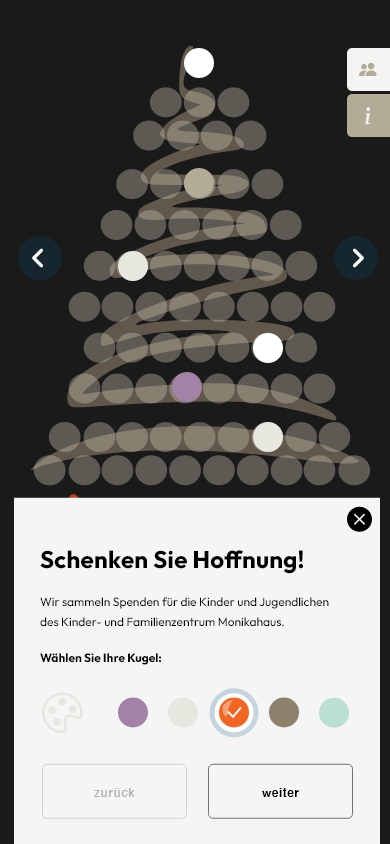 i
Schenken Sie Hoffnung!
Wir sammeln Spenden für die Kinder und Jugendlichen
des Kinder- und Familienzentrum Monikahaus.
Wählen Sie Ihre Kugel:
zurück
weiter